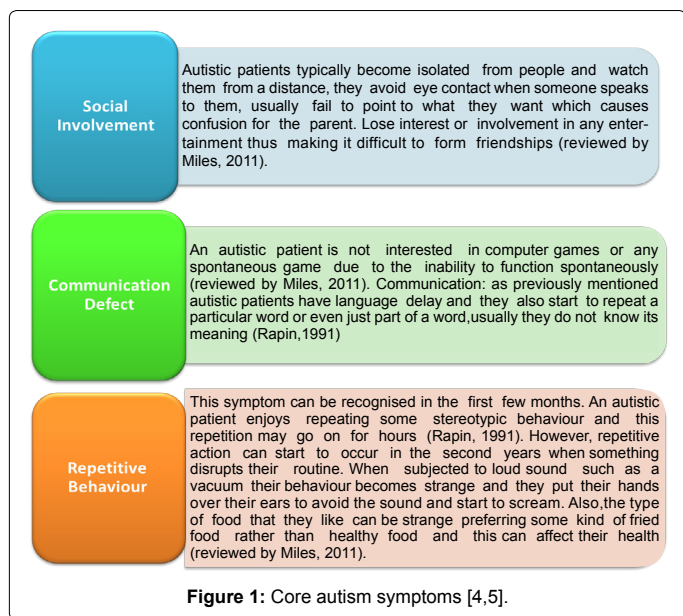 Social
Involvement
Autistic patients typically become isolated from people and watch
them from a distance, they avoid eye contact when someone speaks
to them, usually fail to point to what they want which causes
confusion for the parent. Lose interest or involvement in any enter-
tainment thus making it difficult to form friendships (reviewed by
Miles, 2011).
Communication
Defect
An autistic patient is not interested in computer games or any
spontaneous game due to the inability to function spontaneously
(reviewed by Miles, 2011). Communication: as previously mentioned
autistic patients have language delay and they also start to repeat a
particular word or even just part of a word,usually they do not know its
meaning (Rapin,1991)
Repetitive
Behaviour
This symptom can be recognised in the first few months. An autistic
patient enjoys repeating some stereotypic behaviour and this
repetition may go on for hours (Rapin, 1991). However, repetitive
action can start to occur in the second years when something
disrupts their routine. When subjected to loud sound such as a
vacuum their behaviour becomes strange and they put their hands
over their ears to avoid the sound and start to scream. Also,the type
of food that they like can be strange preferring some kind of fried
food rather than healthy food and this can affect their health
(reviewed by Miles, 2011).
Figure 1: Core autism symptoms [4,5].